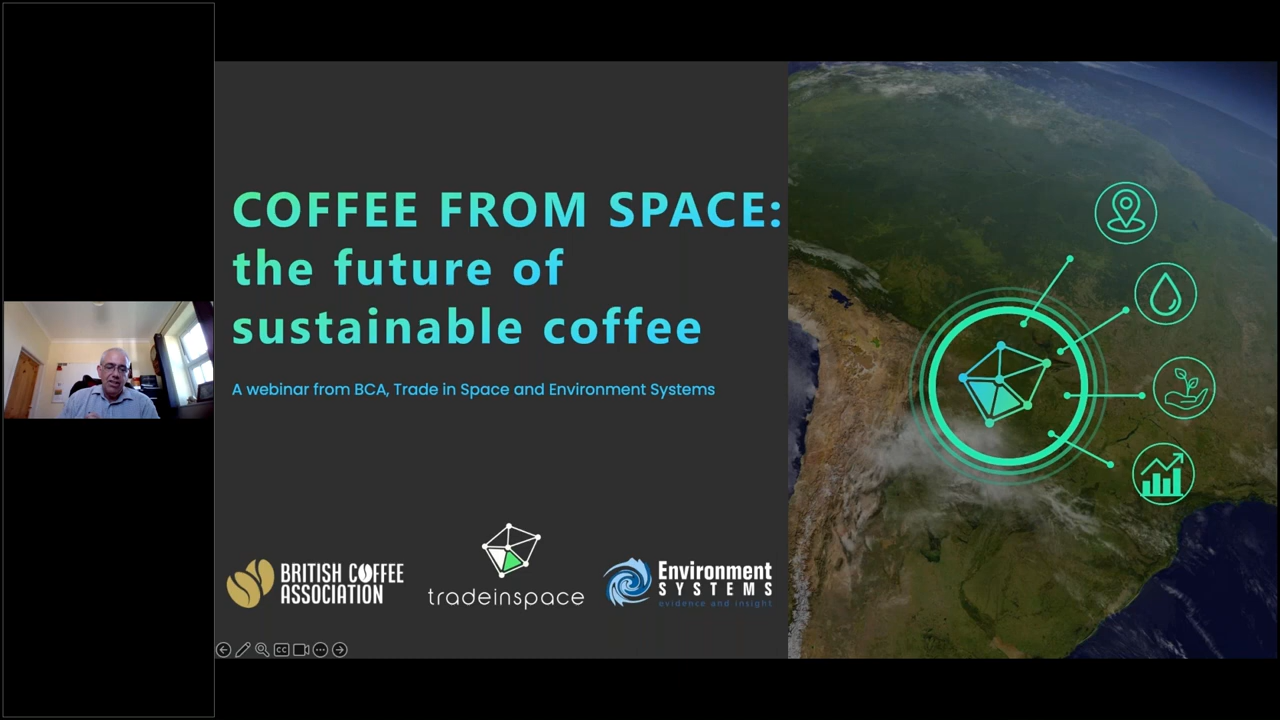 COFFEE FROM SPACE:
the future of
sustainable coffee
A webinar from BCA, Trade in Space and Environment Systems
BRITISH COFFEE
ASSOCIATION
tradeinspace
Environment
SYSTEMS
evidence and insight
CC